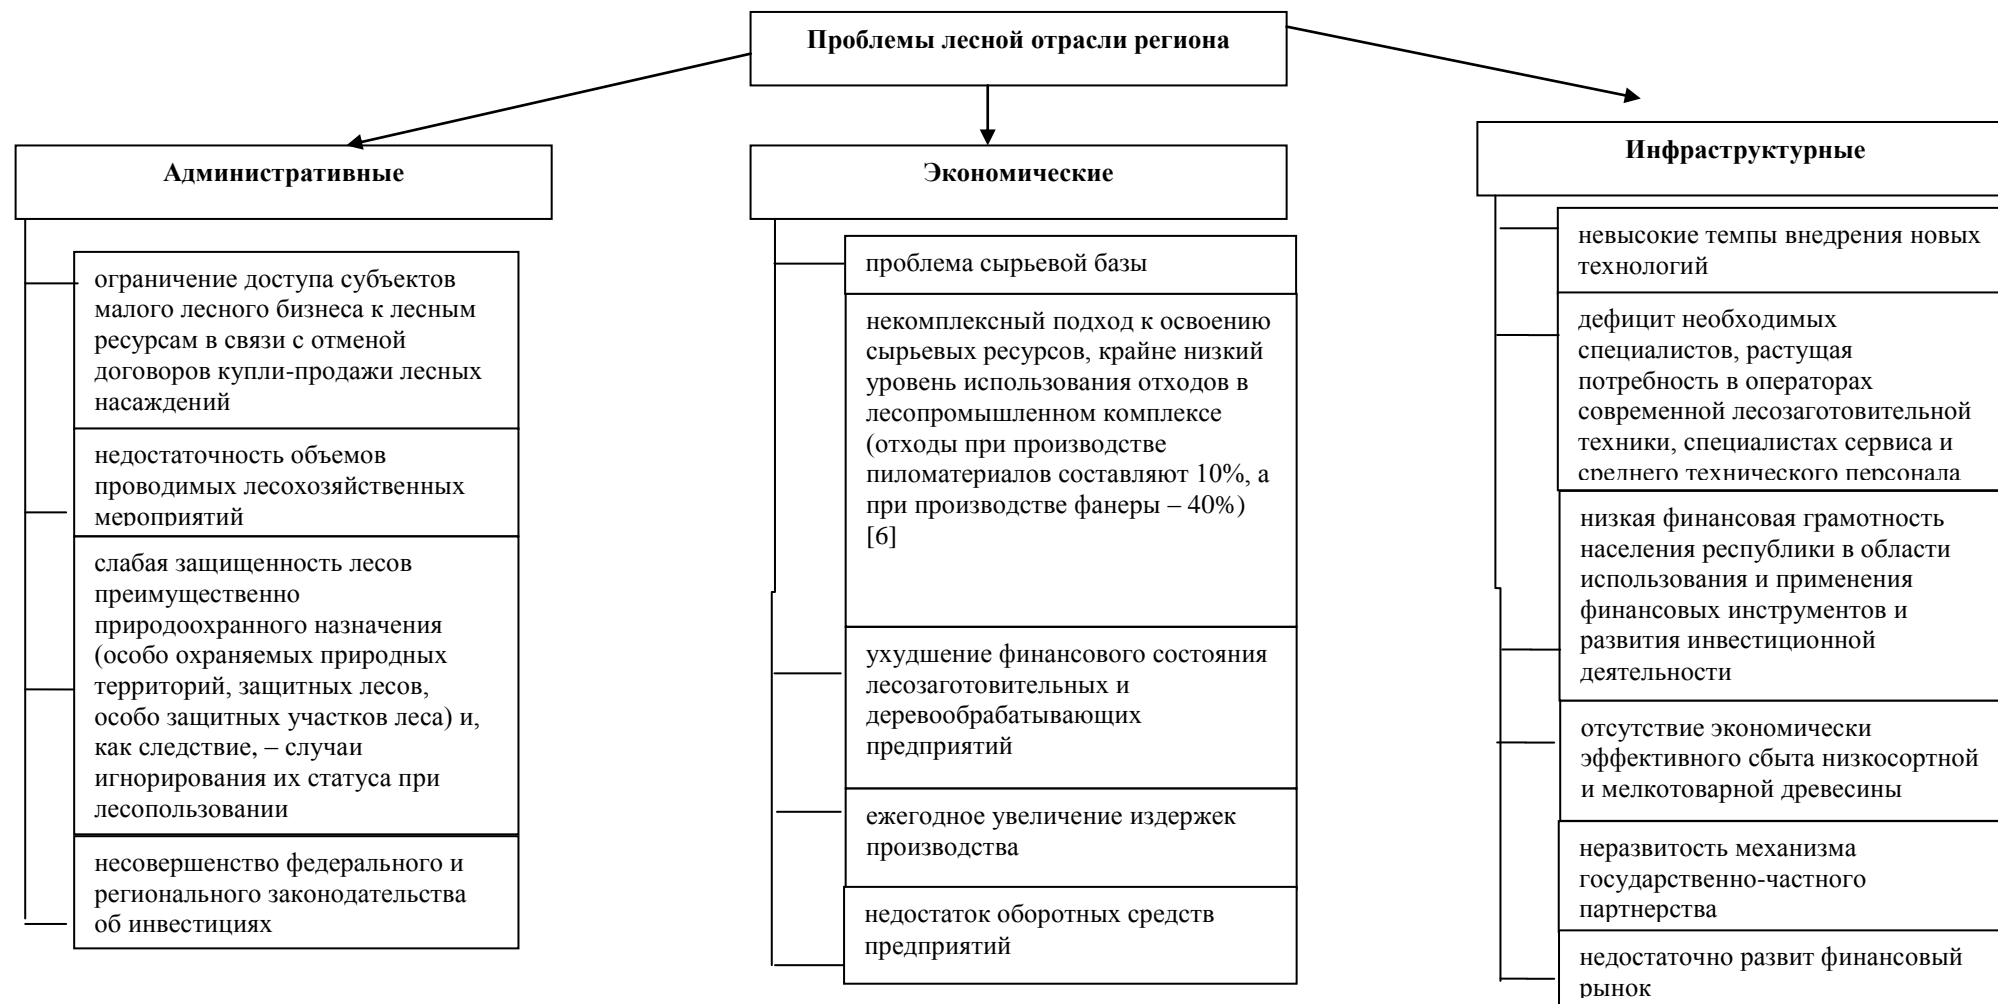 Проблемы лесной отрасли региона
Административные
ограничение доступа субъектов
малого лесного бизнеса к лесным
ресурсам в связи с отменой
договоров купли-продажи лесных
насаждений
недостаточность объемов
проводимых лесохозяйственных
мероприятий
слабая защищенность лесов
преимущественно
природоохранного назначения
(особо охраняемых природных
территорий, защитных лесов,
особо защитных участков леса) и,
как следствие, – случаи
игнорирования их статуса при
лесопользовании
несовершенство федерального и
регионального законодательства
об инвестициях
Экономические
проблема сырьевой базы
некомплексный подход к освоению
сырьевых ресурсов, крайне низкий
уровень использования отходов в
лесопромышленном комплексе
(отходы при производстве
пиломатериалов составляют 10%, а
при производстве фанеры – 40%)
[6]
ухудшение финансового состояния
лесозаготовительных и
деревообрабатывающих
предприятий
ежегодное увеличение издержек
производства
недостаток оборотных средств
предприятий
Инфраструктурные
невысокие темпы внедрения новых
технологий
дефицит необходимых
специалистов, растущая
потребность в операторах
современной лесозаготовительной
техники, специалистах сервиса и
среднего технического персонала
низкая финансовая грамотность
населения республики в области
использования и применения
финансовых инструментов и
развития инвестиционной
деятельности
отсутствие экономически
эффективного сбыта низкосортной
и мелкотоварной древесины
неразвитость механизма
государственно-частного
партнерства
недостаточно развит финансовый
рынок